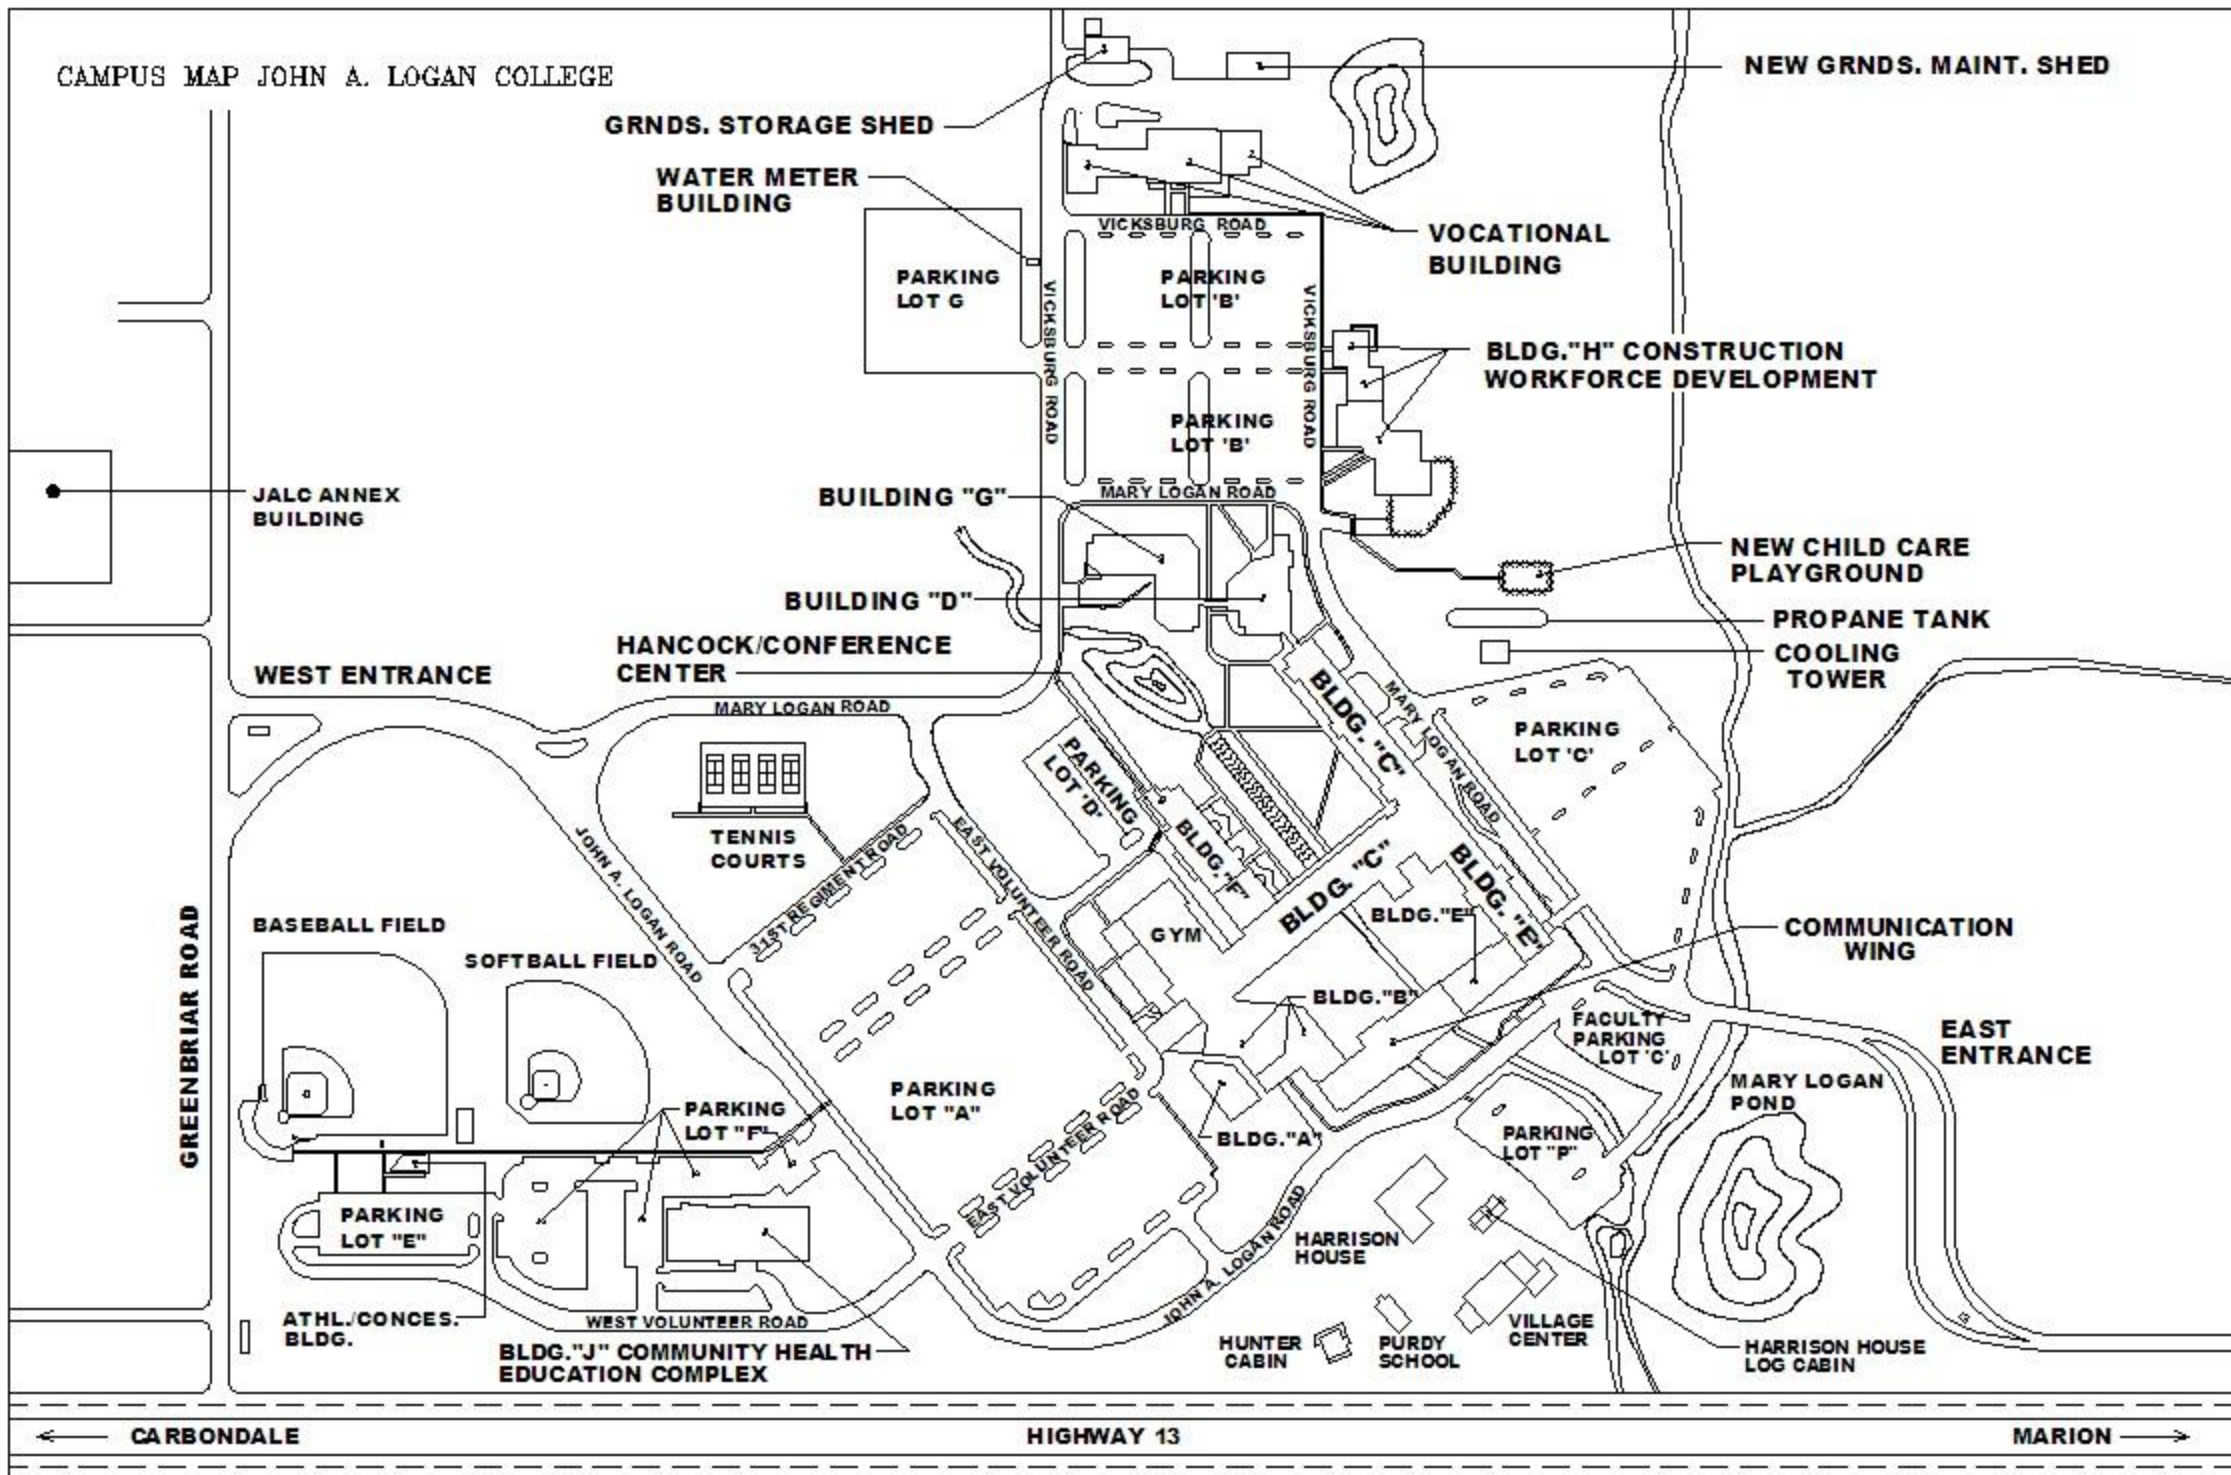 CAMPUS MAP JOHN A. LOGAN COLLEGE
NEW GRNDS. MAINT. SHED
GRNDS. STORAGE SHED
WATER METER
BUILDING
VICKSBURG ROAD
VOCATIONAL
BUILDING
PARKING
LOT G
PARKING
LOT 'B'
VICKSBURG ROAD
VICKSBURG ROAD
BLDG."H" CONSTRUCTION
WORKFORCE DEVELOPMENT
PARKING
LOT 'B'
JALC ANNEX
BUILDING
BUILDING "G"
MARY LOGAN ROAD
NEW CHILD CARE
PLAYGROUND
BUILDING "D"
PROPANE TANK
HANCOCK/CONFERENCE
CENTER
COOLING
TOWER
WEST ENTRANCE
MARY LOGAN ROAD
BLDG. "C"
MARY LOGAN ROAD
PARKING
LOT 'C'
PARKING
LOT 'D'
TENNIS
COURTS
JOHN A. LOGAN ROAD
31ST REGIMENT ROAD
EAST VOLUNTEER ROAD
BLDG. "F"
BLDG. "C"
BLDG. "E"
BLDG."E"
GREENBRIAR ROAD
BASEBALL FIELD
SOFTBALL FIELD
GYM
COMMUNICATION
WING
BLDG."B"
FACULTY
PARKING
LOT 'C'
EAST
ENTRANCE
MARY LOGAN
POND
PARKING
LOT "A"
PARKING
LOT "F"
EAST VOLUNTEER ROAD
BLDG."A"
PARKING
LOT "P"
PARKING
LOT "E"
HARRISON
HOUSE
JOHN A. LOGAN ROAD
ATHL./CONCES.
BLDG.
WEST VOLUNTEER ROAD
BLDG."J" COMMUNITY HEALTH
EDUCATION COMPLEX
HUNTER
CABIN
PURDY
SCHOOL
VILLAGE
CENTER
HARRISON HOUSE
LOG CABIN
CARBONDALE
HIGHWAY 13
MARION